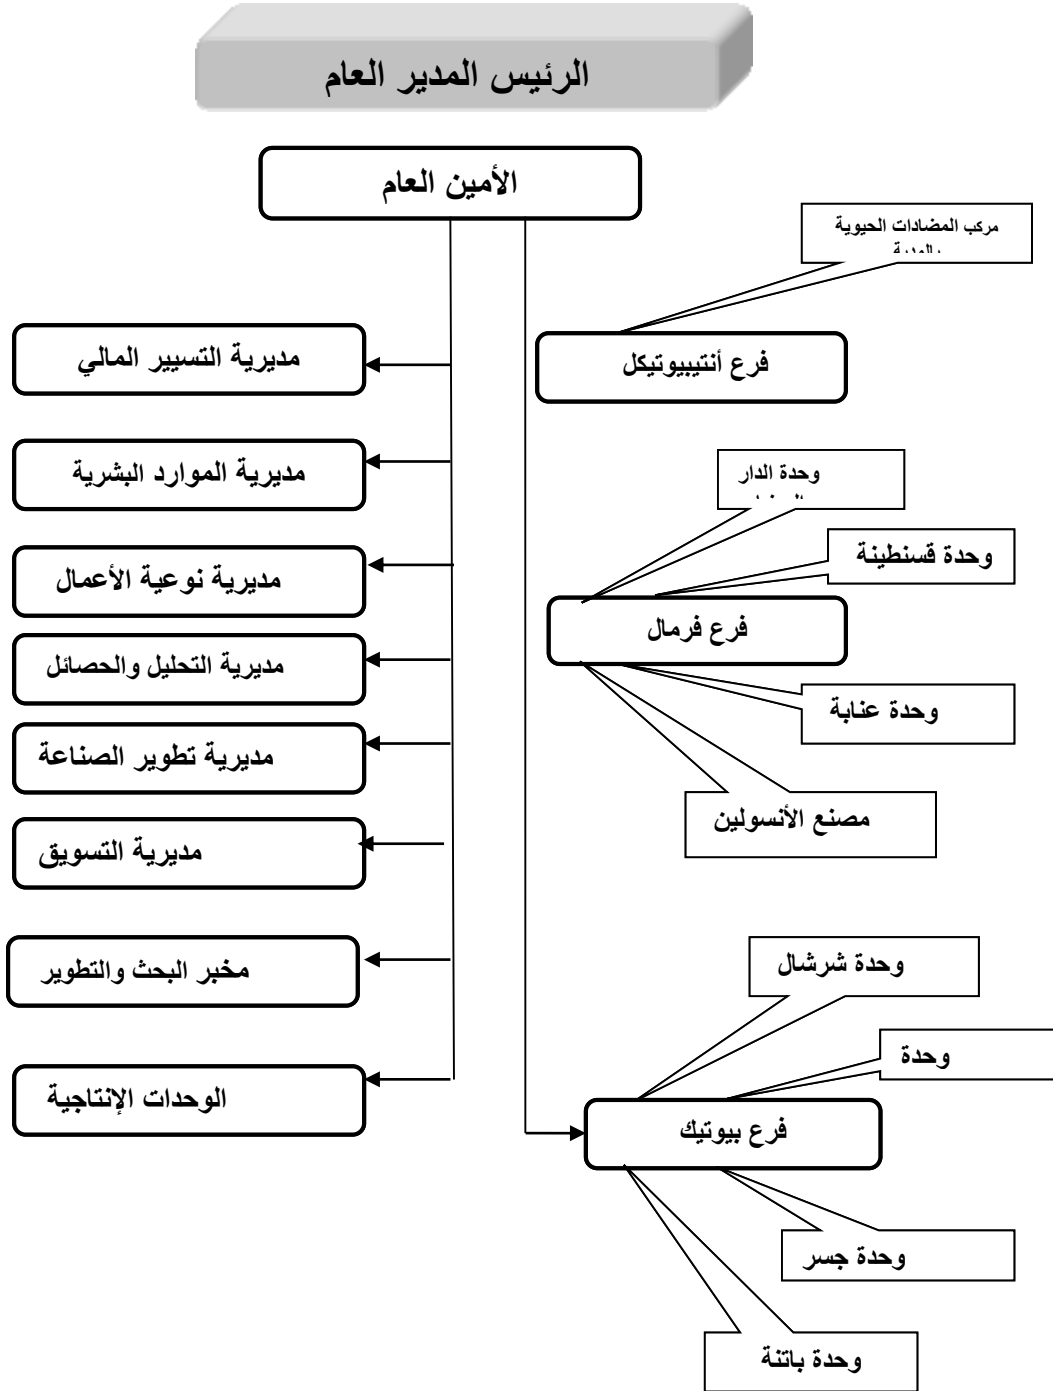 الرئيس المدير العام
الأمين العام
مركب المضادات الحيوية
بالمدية
مديرية التسيير المالي
فرع أنتيبيوتيكل
مديرية الموارد البشرية
وحدة الدار
وحدة قسنطينة
مديرية نوعية الأعمال
فرع فرمال
مديرية التحليل والحصائل
وحدة عنابة
مديرية تطوير الصناعة
مصنع الأنسولين
مديرية التسويق
مخبر البحث والتطوير
وحدة شرشال
وحدة
الوحدات الإنتاجية
فرع بيوتيك
وحدة جسر
وحدة باتنة